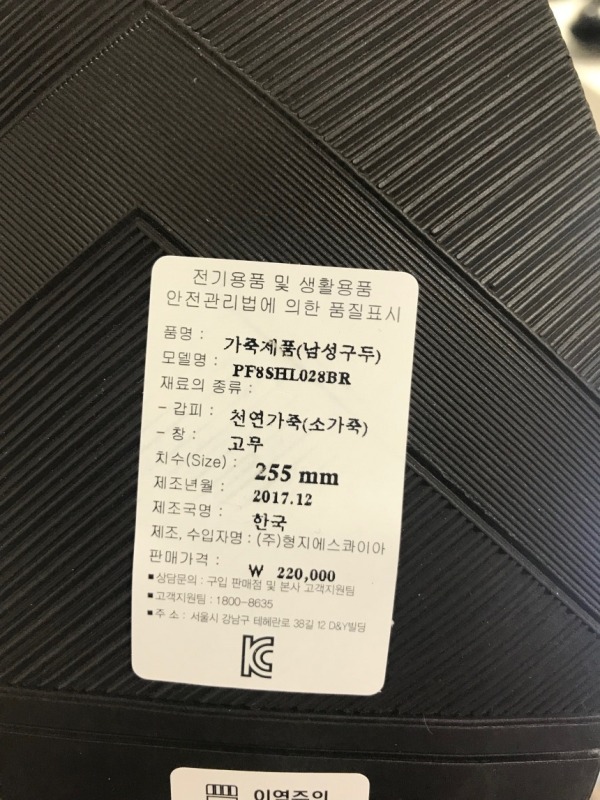 전기용품 및 생활용품
안전관리법에 의한 품질표시
품명 : 가죽제품(남성구두)
모델명 : PF8SHL028BR
재료의 종류 :
- 갑피 : 천연가죽(소가죽)
- 창 : 고무
치수(Size) : 255 mm
제조년월 : 2017.12
제조국명 : 한국
제조, 수입자명 : (주)형지에스콰이아
판매가격 : ₩ 220,000
■ 상담문의 : 구입 판매점 및 본사 고객지원팀
■ 고객지원팀 : 1800-8635
■ 주 소 : 서울시 강남구 테헤란로 38길 12 D&Y빌딩
KC
이염주의